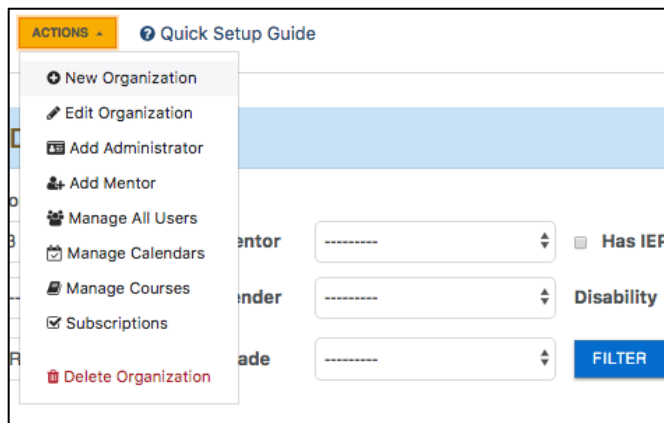 ACTIONS
Quick Setup Guide
New Organization
Edit Organization
Add Administrator
Add Mentor
Manage All Users
entor --------- Has IEP
Manage Calendars
Manage Courses
ender --------- Disability
Subscriptions
ade --------- FILTER
Delete Organization